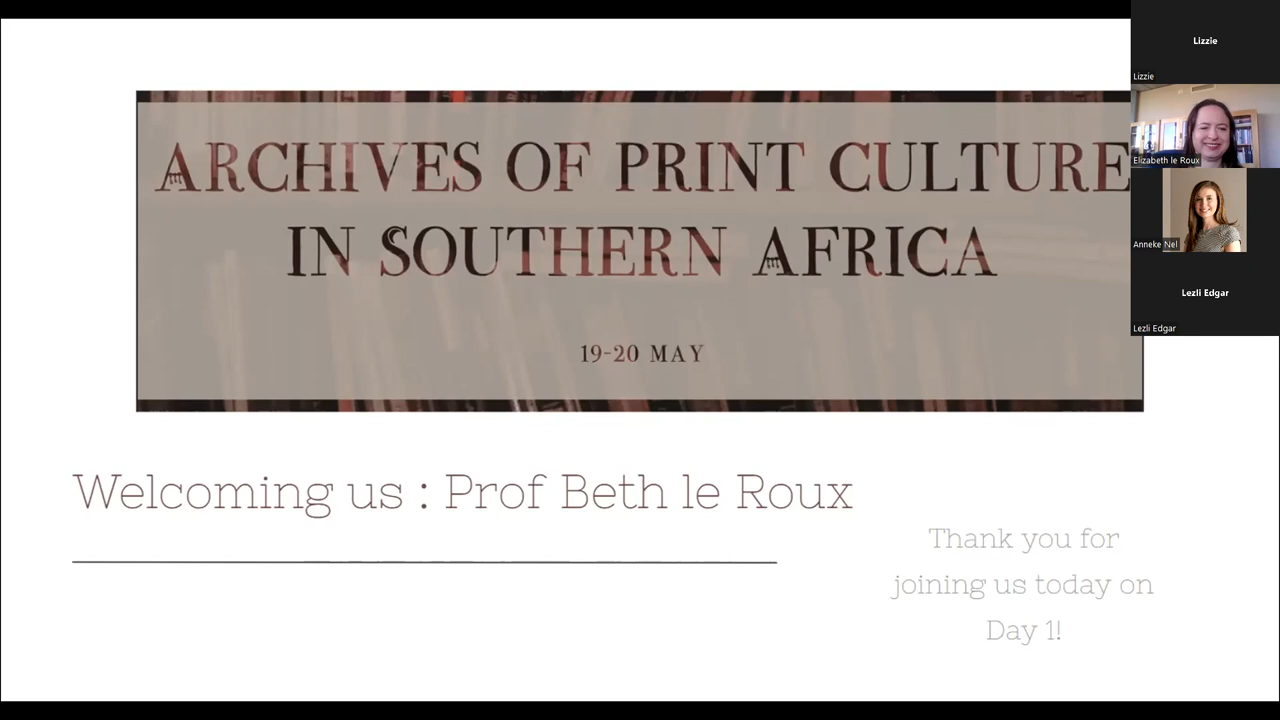 ARCHIVES OF PRINT CULTURE
IN SOUTHERN AFRICA
19-20 MAY
Welcoming us : Prof Beth le Roux
Thank you for
joining us today on
Day 1!
Lizzie
Lizzie
Elizabeth le Roux
Anneke Nel
Lezli Edgar
Lezli Edgar